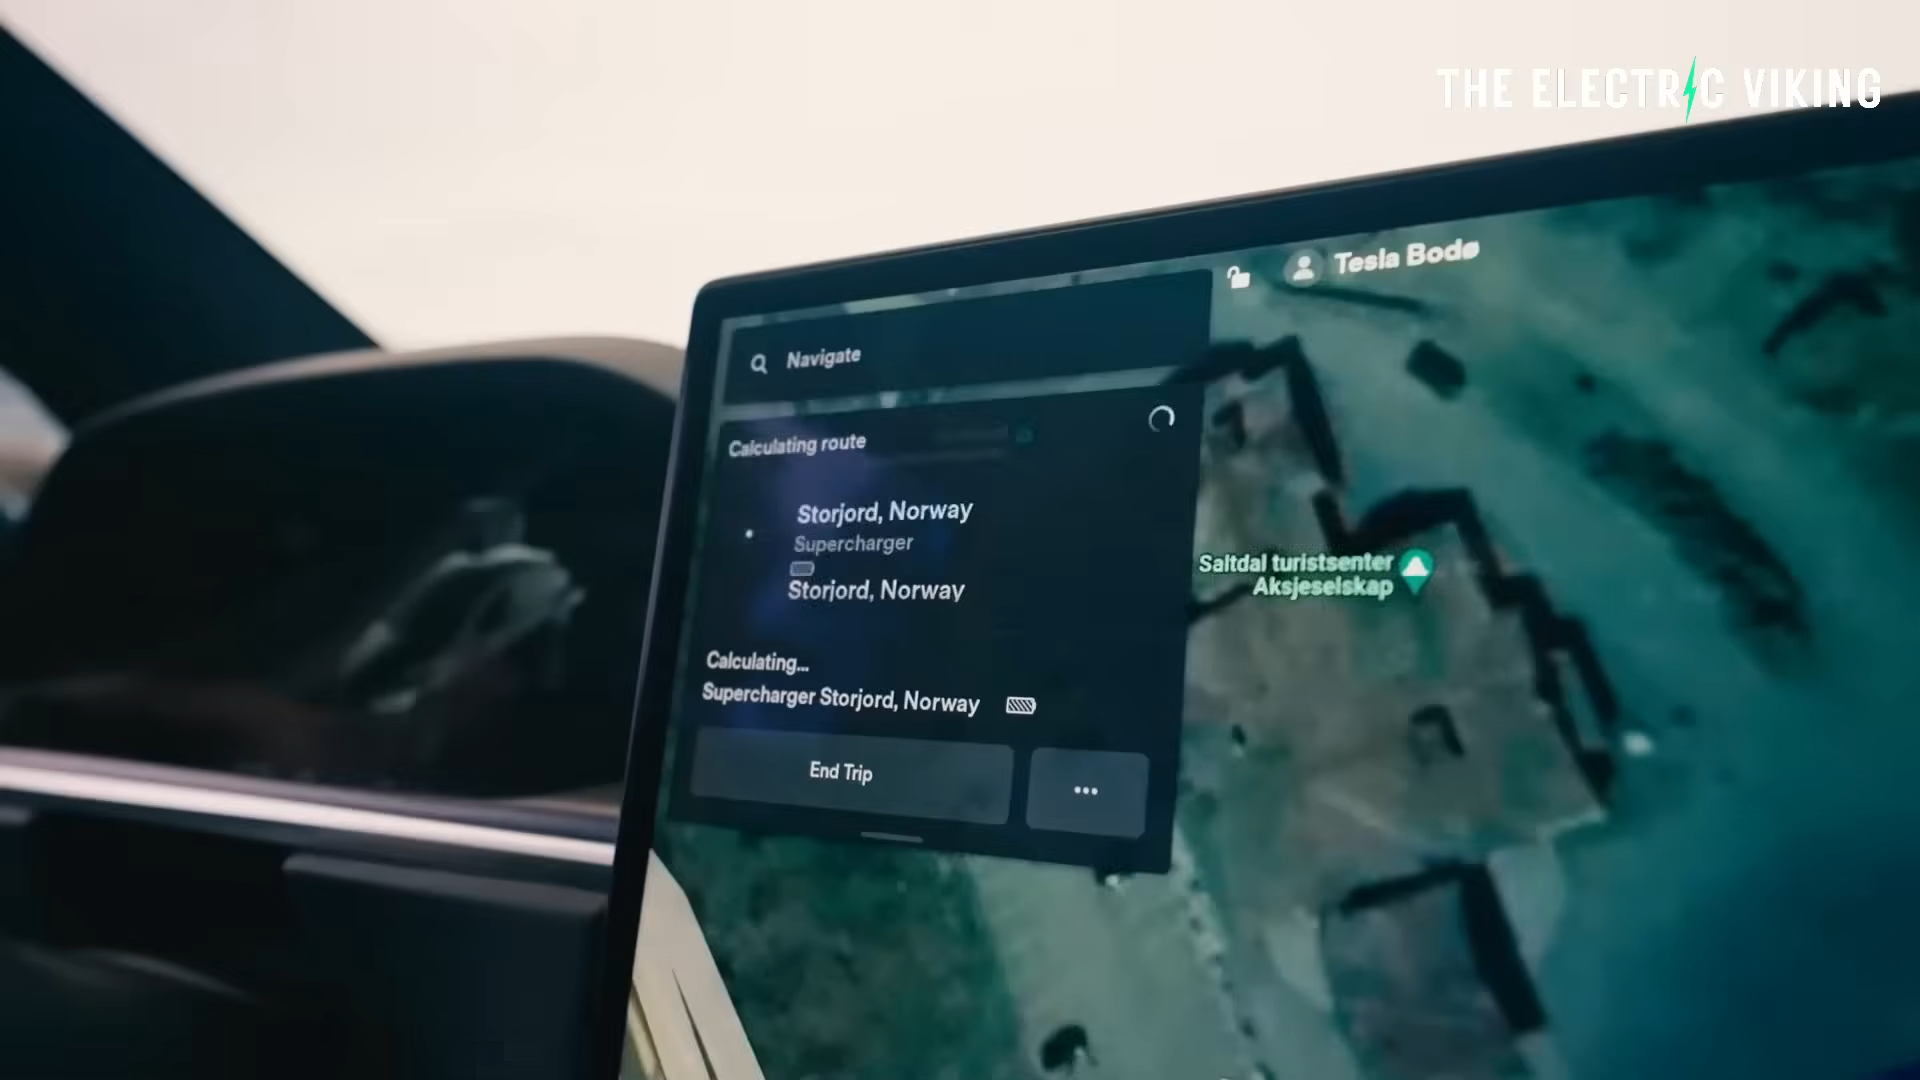 THE ELECTRIC VIKING
Tesla Bodø
Navigate
Calculating route
Storjord, Norway
Supercharger
Storjord, Norway
Saltdal turistsenter
Aksjeselskap
Calculating...
Supercharger Storjord, Norway
End Trip